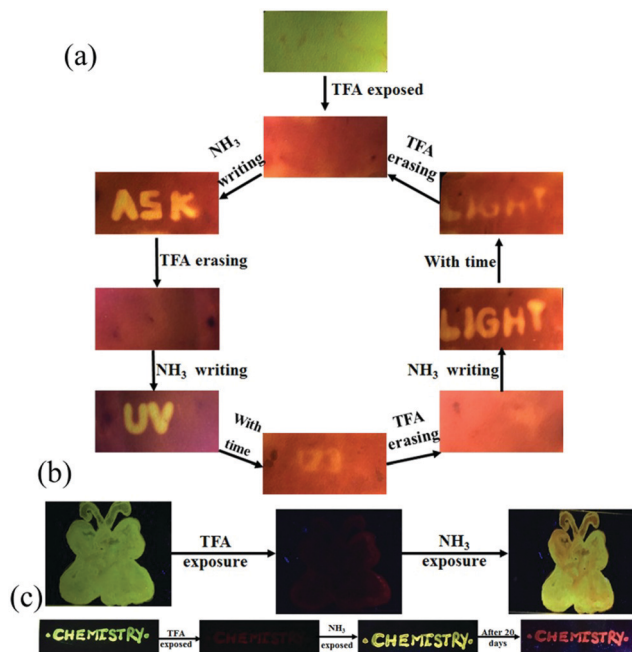 (a)
TFA exposed
NH₃
writing
ASK
TFA erasing
NH₃ writing
UV
With
time
TFA
erasing
NH₃ writing
LIGHT
With time
LIGHT
TFA
erasing
(b)
TFA
exposure
NH₃
exposure
(c)
•CHEMISTRY•
TFA
exposed
•CHEMISTRY•
NH₃
exposed
•CHEMISTRY•
After 20
days
•CHEMISTRY•